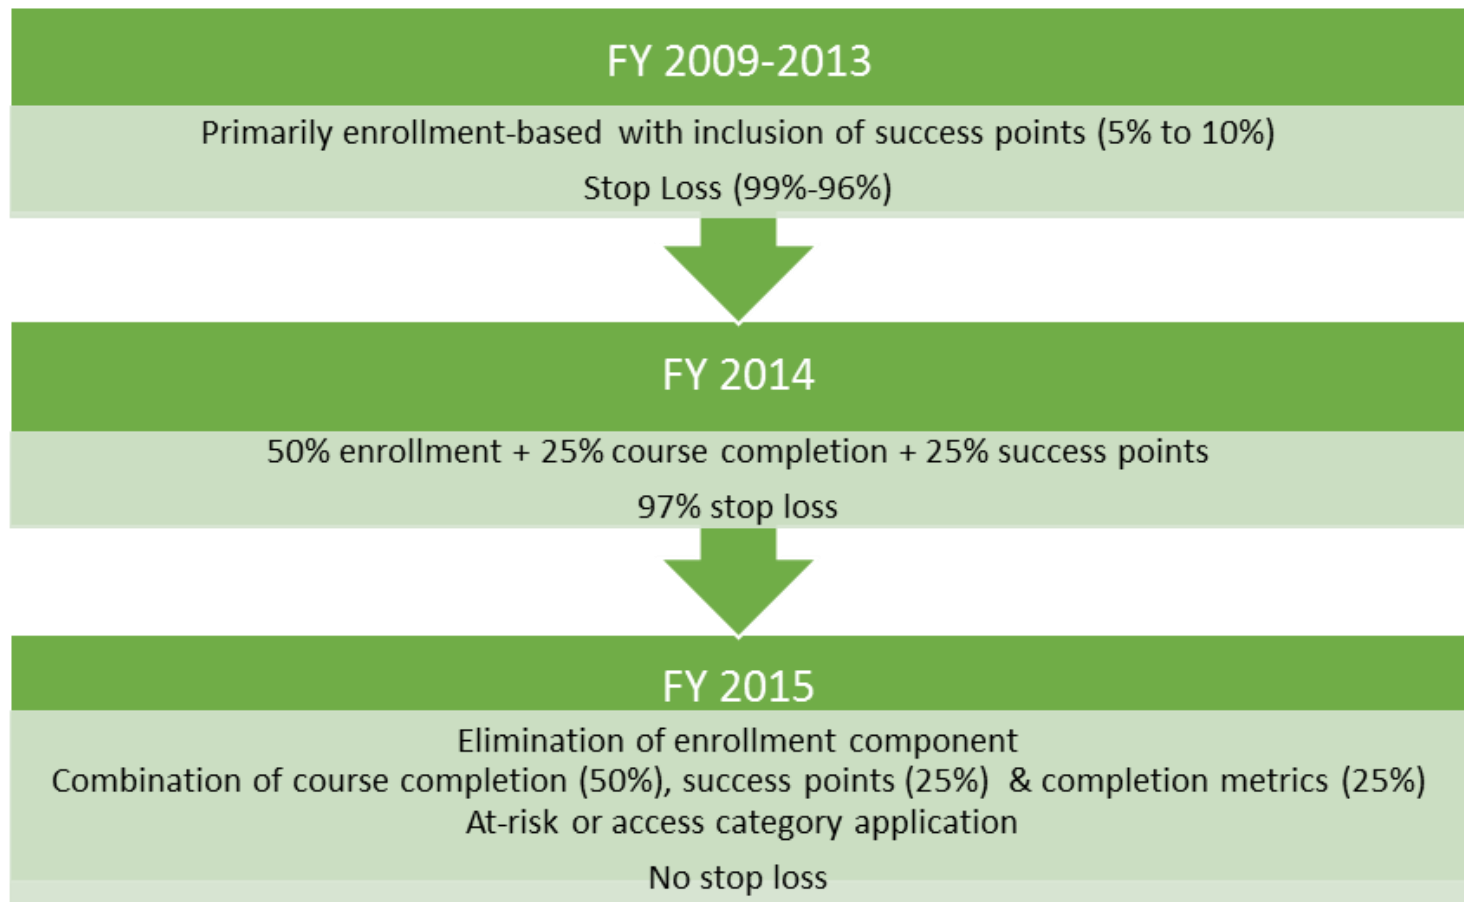 FY 2009-2013
Primarily enrollment-based with inclusion of success points (5% to 10%)
Stop Loss (99%-96%)
FY 2014
50% enrollment + 25% course completion + 25% success points
97% stop loss
FY 2015
Elimination of enrollment component
Combination of course completion (50%), success points (25%) & completion metrics (25%)
At-risk or access category application
No stop loss